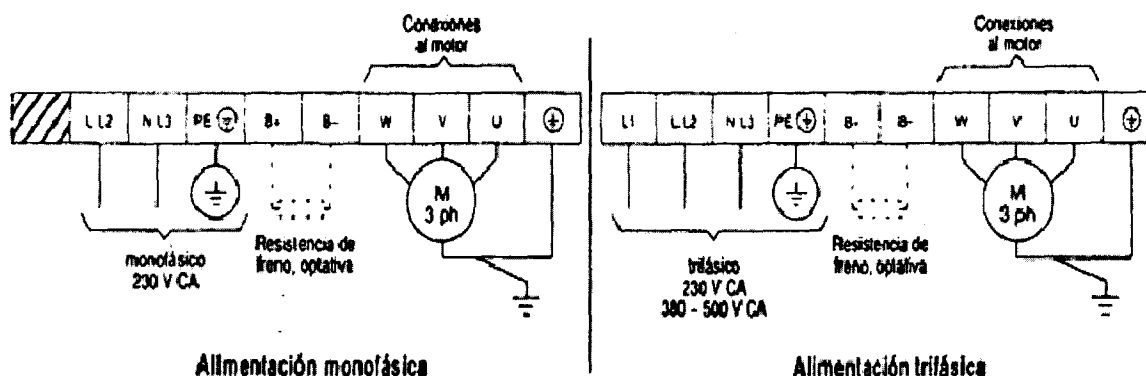 Conexiones
al motor
L L2 N L3 PE B+ B- W V U
M
3 ph
monofásico
230 V CA
Resistencia de
freno, optativa
Alimentación monofásica
Conexiones
al motor
L1 L L2 N L3 PE B+ B- W V U
M
3 ph
trifásico
230 V CA
380 - 500 V CA
Resistencia de
freno, optativa
Alimentación trifásica